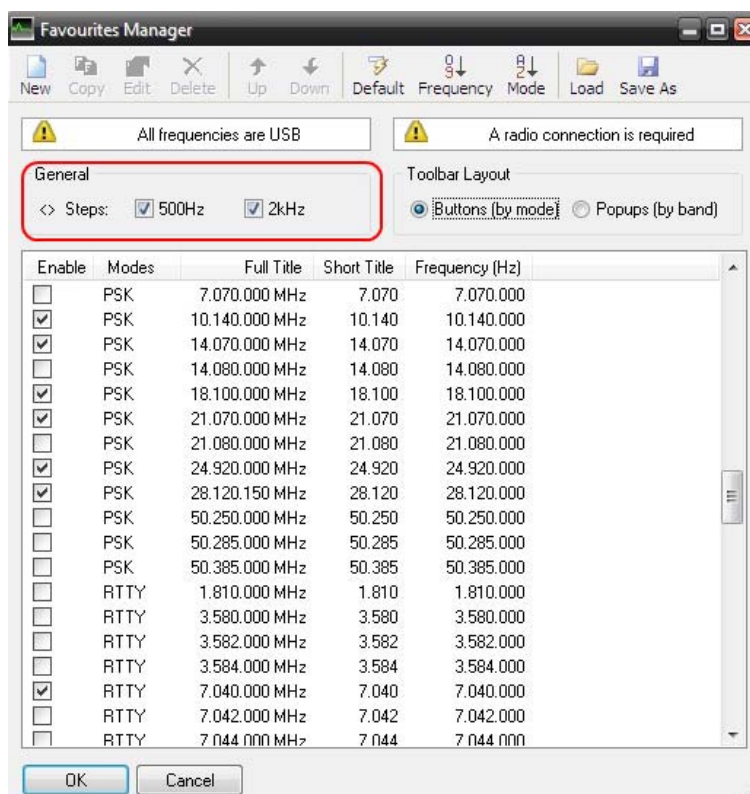 Favourites Manager
New Copy Edit Delete Up Down Default Frequency Mode Load Save As
All frequencies are USB A radio connection is required
General Toolbar Layout
<> Steps: 500Hz 2kHz Buttons (by mode) Popups (by band)
Enable Modes Full Title Short Title Frequency (Hz)
PSK 7.070.000 MHz 7.070 7.070.000
PSK 10.140.000 MHz 10.140 10.140.000
PSK 14.070.000 MHz 14.070 14.070.000
PSK 14.080.000 MHz 14.080 14.080.000
PSK 18.100.000 MHz 18.100 18.100.000
PSK 21.070.000 MHz 21.070 21.070.000
PSK 21.080.000 MHz 21.080 21.080.000
PSK 24.920.000 MHz 24.920 24.920.000
PSK 28.120.150 MHz 28.120 28.120.000
PSK 50.250.000 MHz 50.250 50.250.000
PSK 50.285.000 MHz 50.285 50.285.000
PSK 50.385.000 MHz 50.385 50.385.000
RTTY 1.810.000 MHz 1.810 1.810.000
RTTY 3.580.000 MHz 3.580 3.580.000
RTTY 3.582.000 MHz 3.582 3.582.000
RTTY 3.584.000 MHz 3.584 3.584.000
RTTY 7.040.000 MHz 7.040 7.040.000
RTTY 7.042.000 MHz 7.042 7.042.000
RTTY 7.044.000 MHz 7.044 7.044.000
OK Cancel